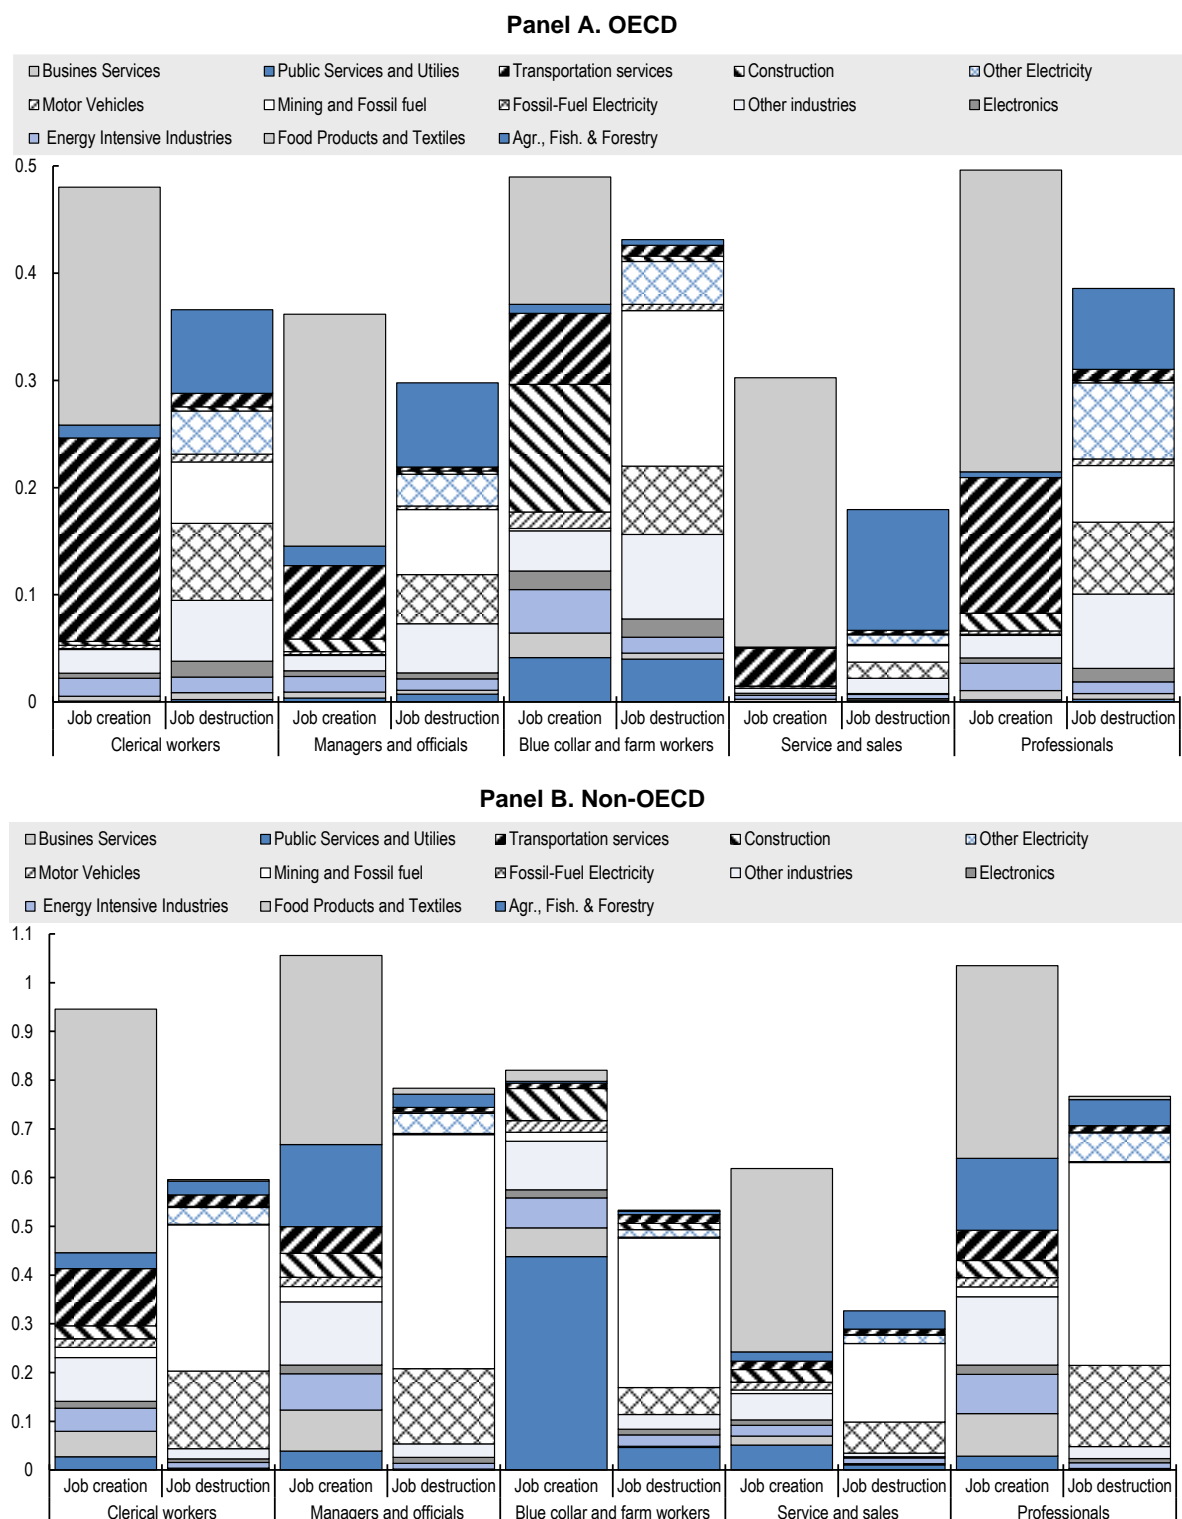 Panel A. OECD
Busines Services Public Services and Utilies Transportation services Construction Other Electricity
Motor Vehicles Mining and Fossil fuel Fossil-Fuel Electricity Other industries Electronics
Energy Intensive Industries Food Products and Textiles Agr., Fish. & Forestry
0.5
0.4
0.3
0.2
0.1
0
Job creation Job destruction Job creation Job destruction Job creation Job destruction Job creation Job destruction Job creation Job destruction
Clerical workers Managers and officials Blue collar and farm workers Service and sales Professionals
Panel B. Non-OECD
Busines Services Public Services and Utilies Transportation services Construction Other Electricity
Motor Vehicles Mining and Fossil fuel Fossil-Fuel Electricity Other industries Electronics
Energy Intensive Industries Food Products and Textiles Agr., Fish. & Forestry
1.1
1
0.9
0.8
0.7
0.6
0.5
0.4
0.3
0.2
0.1
0
Job creation Job destruction Job creation Job destruction Job creation Job destruction Job creation Job destruction Job creation Job destruction
Clerical workers Managers and officials Blue collar and farm workers Service and sales Professionals